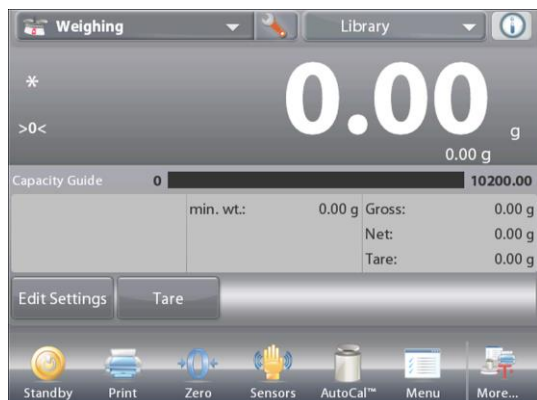 Weighing Library
*
>0<
0.00 g
0.00 g
Capacity Guide 0 10200.00
min. wt.: 0.00 g Gross: 0.00 g
Net: 0.00 g
Tare: 0.00 g
Edit Settings Tare
0
Standby Print Zero Sensors AutoCal™ Menu More...